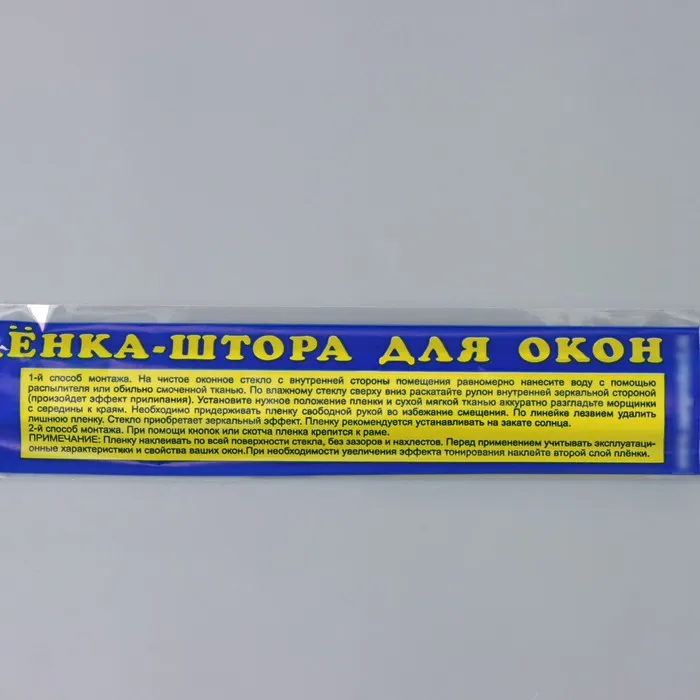 ЁНКА-ШТОРА ДЛЯ ОКОН
1-й способ монтажа. На чистое оконное стекло с внутренней стороны помещения равномерно нанесите воду с помощью
распылителя или обильно смоченной тканью. По влажному стеклу сверху вниз раскатайте рулон внутренней зеркальной стороной
(произойдет эффект прилипания). Установите нужное положение пленки и сухой мягкой тканью аккуратно разгладьте морщинки
с середины к краям. Необходимо придерживать пленку свободной рукой во избежание смещения. По линейке лезвием удалить
лишнюю пленку. Стекло приобретает зеркальный эффект. Пленку рекомендуется устанавливать на закате солнца.
2-й способ монтажа. При помощи кнопок или скотча пленка крепится к раме.
ПРИМЕЧАНИЕ: Пленку наклеивать по всей поверхности стекла, без зазоров и нахлестов. Перед применением учитывать эксплуатаци-
онные характеристики и свойства ваших окон.При необходимости увеличения эффекта тонирования наклейте второй слой плёнки.